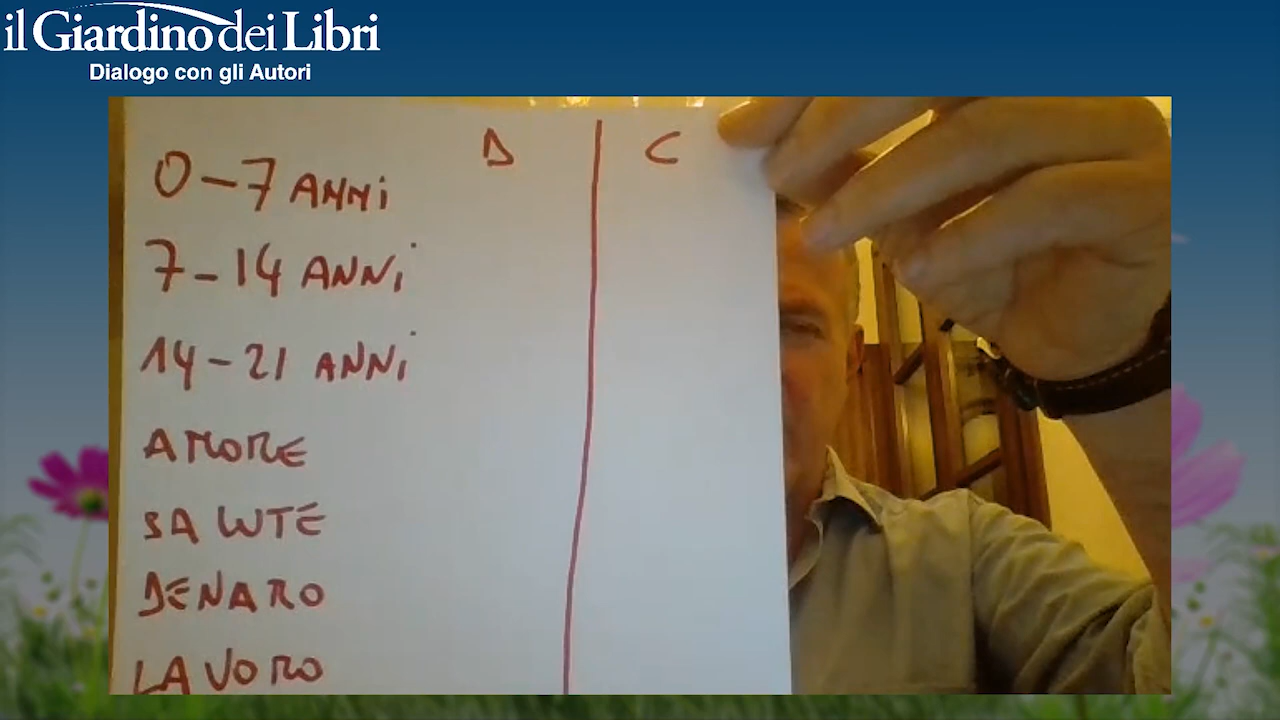 il Giardino dei Libri
Dialogo con gli Autori
D C
0-7 ANNI
7-14 ANNI
14-21 ANNI
AMORE
SALUTE
DENARO
LAVORO